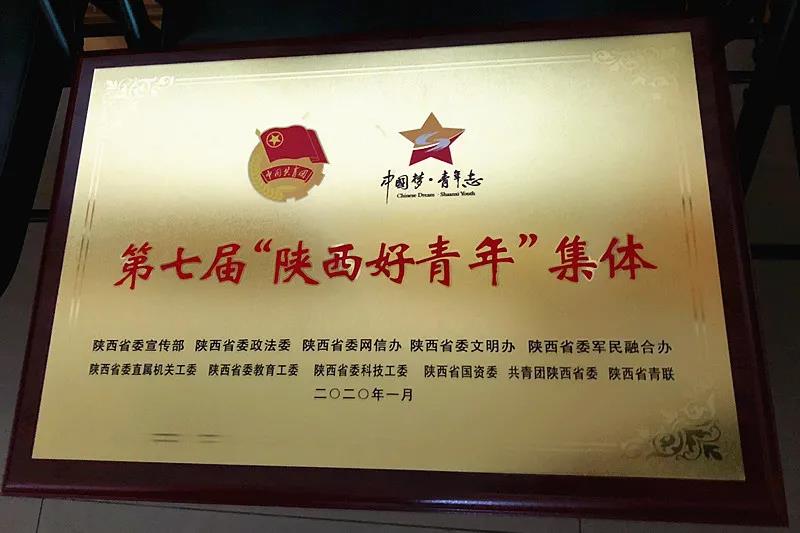 中国共青团
中国梦·青年志
Chinese Dream · Shaanxi Youth
第七届“陕西好青年”集体
陕西省委宣传部 陕西省委政法委 陕西省委网信办 陕西省委文明办 陕西省委军民融合办
陕西省委直属机关工委 陕西省委教育工委 陕西省委科技工委 陕西省国资委 共青团陕西省委 陕西省青联
二〇二〇年一月